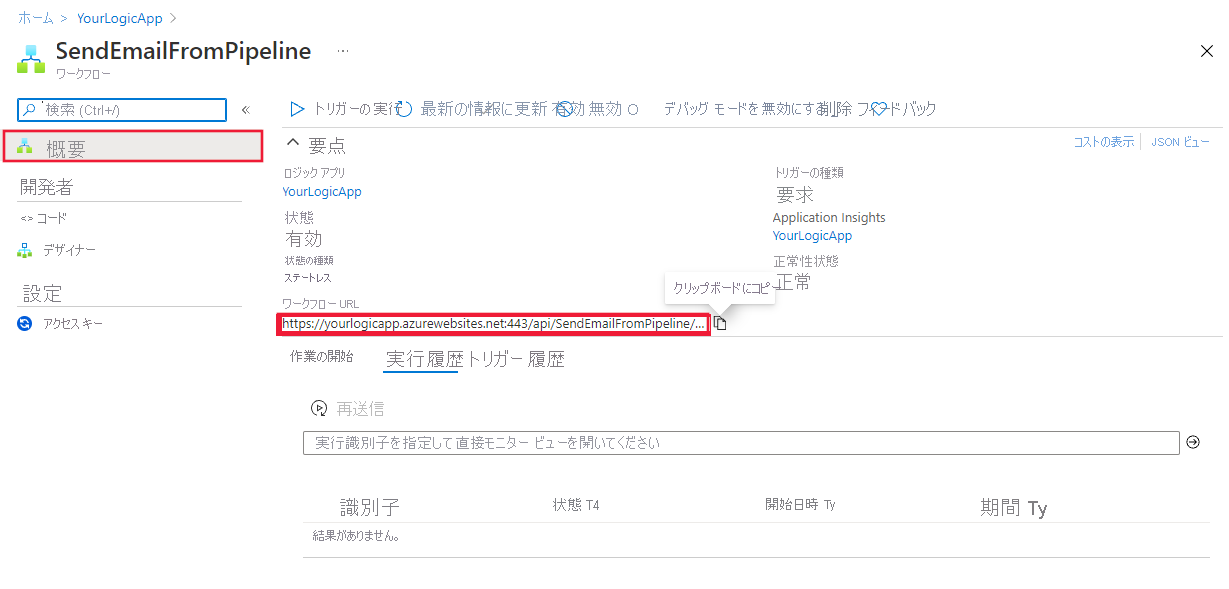 ホーム > YourLogicApp >
SendEmailFromPipeline ...
ワークフロー
検索 (Ctrl+/) «
概要
開発者
<> コード
デザイナー
設定
アクセス キー
トリガーの実行 最新の情報に更新 有効 無効 デバッグ モードを無効にする 削除 フィードバック
要点
コストの表示 JSON ビュー
ロジック アプリ
YourLogicApp
状態
有効
状態の種類
ステートレス
ワークフロー URL
https://yourlogicapp.azurewebsites.net:443/api/SendEmailFromPipeline/...
トリガーの種類
要求
Application Insights
YourLogicApp
正常性状態
正常
クリップボードにコピー
作業の開始 実行履歴 トリガー履歴
再送信
実行識別子を指定して直接モニター ビューを開いてください
識別子 状態 T4 開始日時 Ty 期間 Ty
結果がありません。